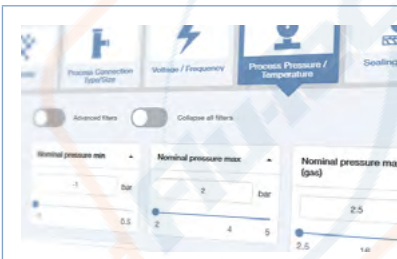 Process Connection
Type/Size
Voltage / Frequency
Process Pressure /
Temperature
Sealing
Advanced filters
Collapse all filters
Nominal pressure min
Nominal pressure max
Nominal pressure max
(gas)
-1
bar
2
bar
2.5
-1
0.5
2
4
5
2.5